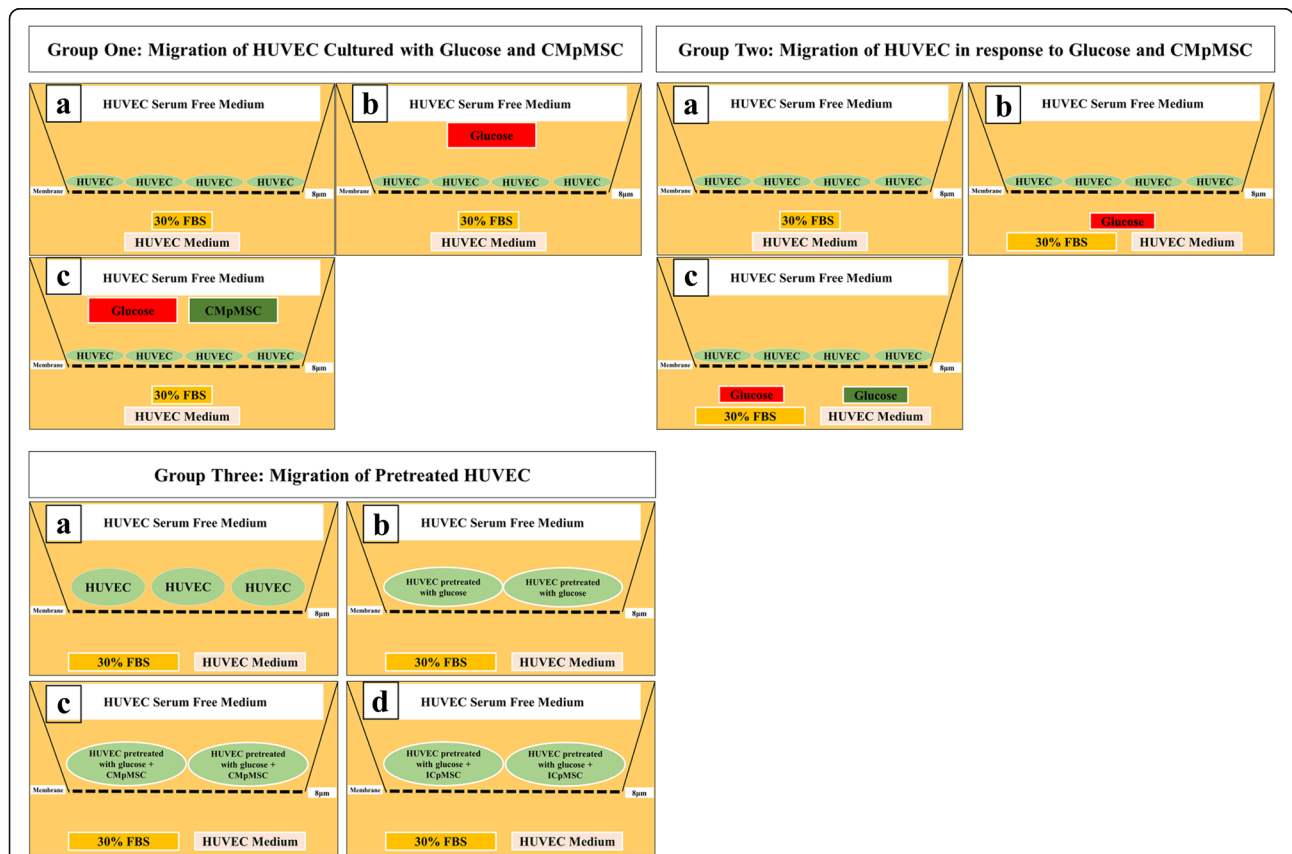 Group One: Migration of HUVEC Cultured with Glucose and CMpMSC
a
HUVEC Serum Free Medium
HUVEC HUVEC HUVEC HUVEC
Membrane
8μm
30% FBS
HUVEC Medium
b
HUVEC Serum Free Medium
Glucose
HUVEC HUVEC HUVEC HUVEC
Membrane
8μm
30% FBS
HUVEC Medium
c
HUVEC Serum Free Medium
Glucose CMpMSC
HUVEC HUVEC HUVEC HUVEC
Membrane
8μm
30% FBS
HUVEC Medium
Group Two: Migration of HUVEC in response to Glucose and CMpMSC
a
HUVEC Serum Free Medium
HUVEC HUVEC HUVEC HUVEC
Membrane
8μm
30% FBS
HUVEC Medium
b
HUVEC Serum Free Medium
HUVEC HUVEC HUVEC HUVEC
Membrane
8μm
Glucose
30% FBS HUVEC Medium
c
HUVEC Serum Free Medium
HUVEC HUVEC HUVEC HUVEC
Membrane
8μm
Glucose Glucose
30% FBS HUVEC Medium
Group Three: Migration of Pretreated HUVEC
a
HUVEC Serum Free Medium
HUVEC HUVEC HUVEC
Membrane
8μm
30% FBS HUVEC Medium
b
HUVEC Serum Free Medium
HUVEC pretreated
with glucose
HUVEC pretreated
with glucose
Membrane
8μm
30% FBS HUVEC Medium
c
HUVEC Serum Free Medium
HUVEC pretreated
with glucose +
CMpMSC
HUVEC pretreated
with glucose +
CMpMSC
Membrane
8μm
30% FBS HUVEC Medium
d
HUVEC Serum Free Medium
HUVEC pretreated
with glucose +
ICpMSC
HUVEC pretreated
with glucose +
ICpMSC
Membrane
8μm
30% FBS HUVEC Medium